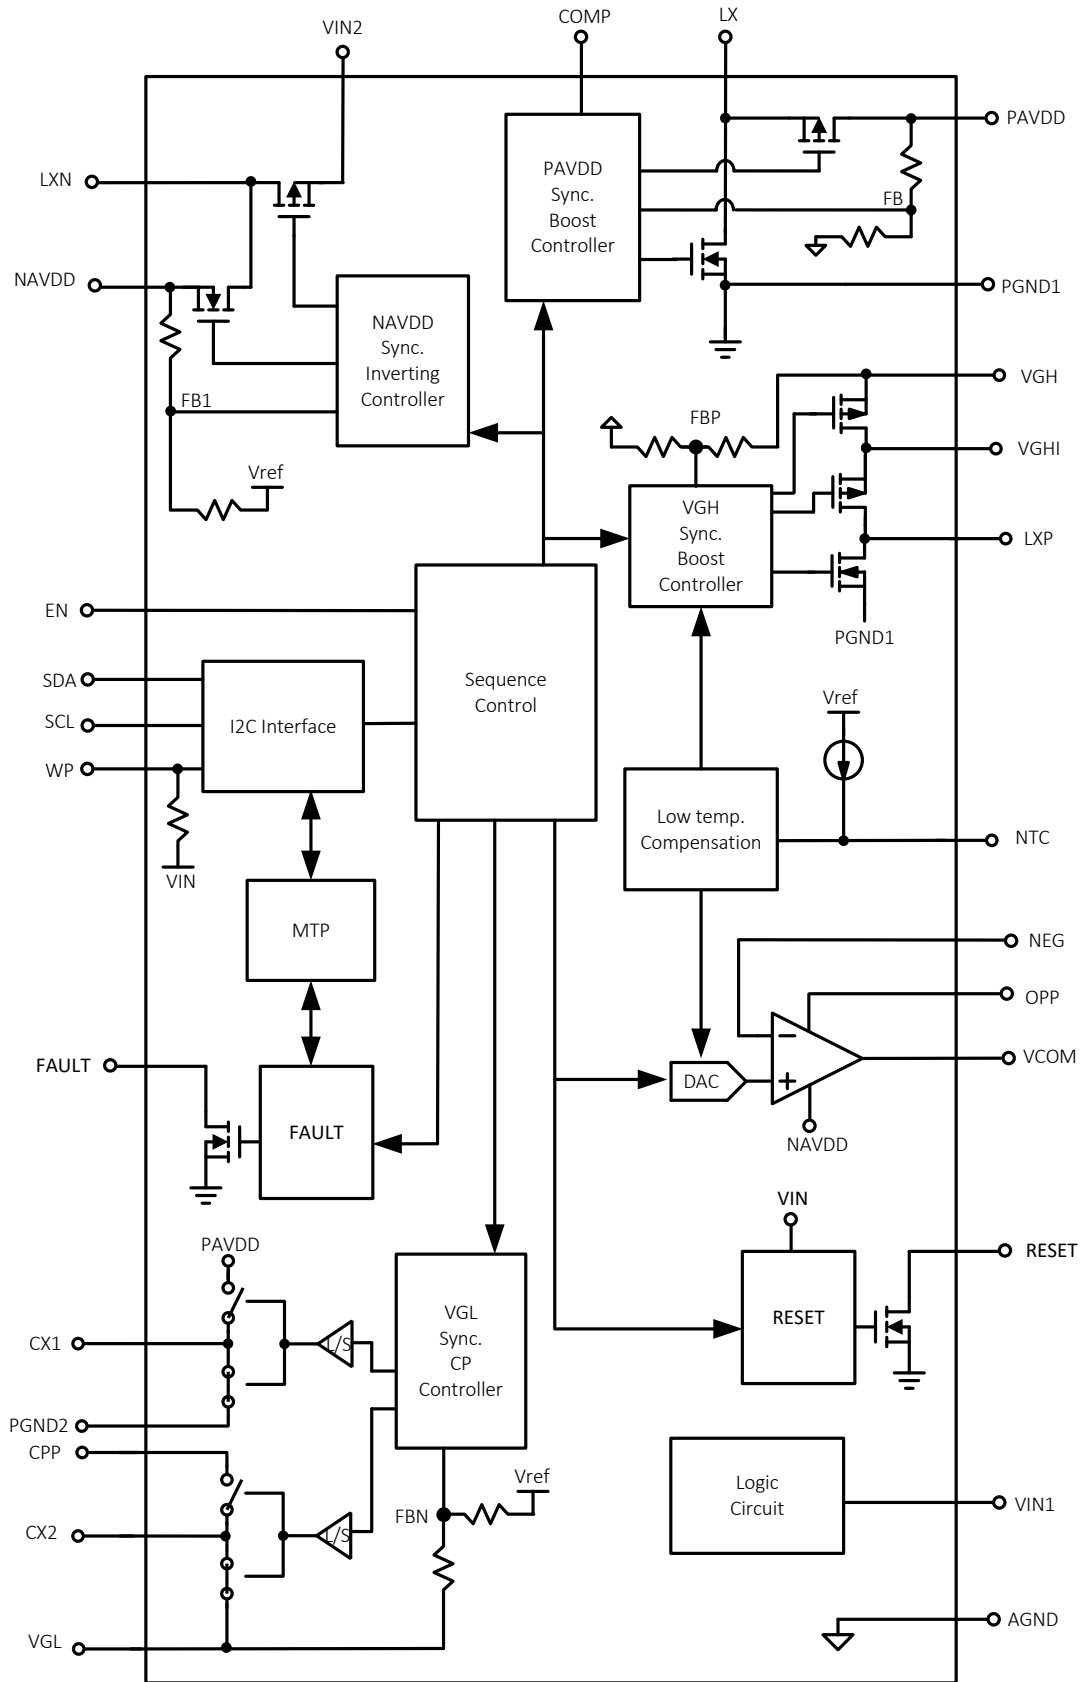 COMP
LX
VIN2
PAVDD
PAVDD
Sync.
Boost
Controller
FB
LXN
NAVDD
PGND1
NAVDD
Sync.
Inverting
Controller
FB1
Vref
VGH
FBP
VGHI
VGH
Sync.
Boost
Controller
LXP
PGND1
EN
SDA
SCL
WP
I2C Interface
VIN
Sequence
Control
Vref
Low temp.
Compensation
NTC
MTP
NEG
OPP
VCOM
DAC
NAVDD
FAULT
FAULT
VIN
RESET
RESET
PAVDD
CX1
L/S
VGL
Sync.
CP
Controller
PGND2
CPP
CX2
L/S
FBN
Vref
VGL
Logic
Circuit
VIN1
AGND